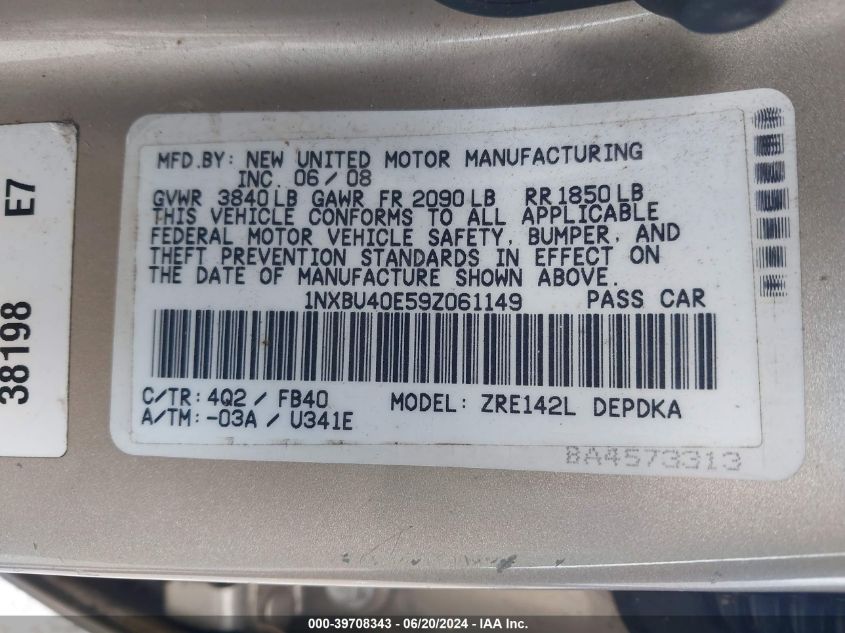 MFD.BY: NEW UNITED MOTOR MANUFACTURING
INC. 06/08
GVWR 3840 LB GAWR FR 2090 LB RR 1850 LB
THIS VEHICLE CONFORMS TO ALL APPLICABLE
FEDERAL MOTOR VEHICLE SAFETY, BUMPER, AND
THEFT PREVENTION STANDARDS IN EFFECT ON
THE DATE OF MANUFACTURE SHOWN ABOVE.
1NXBU40E59Z061149 PASS CAR
C/TR: 4Q2 / FB40 MODEL: ZRE142L DEPDKA
A/TM: -03A / U341E
BA4573313
38198 E7
000-39708343 - 06/20/2024 - IAA Inc.